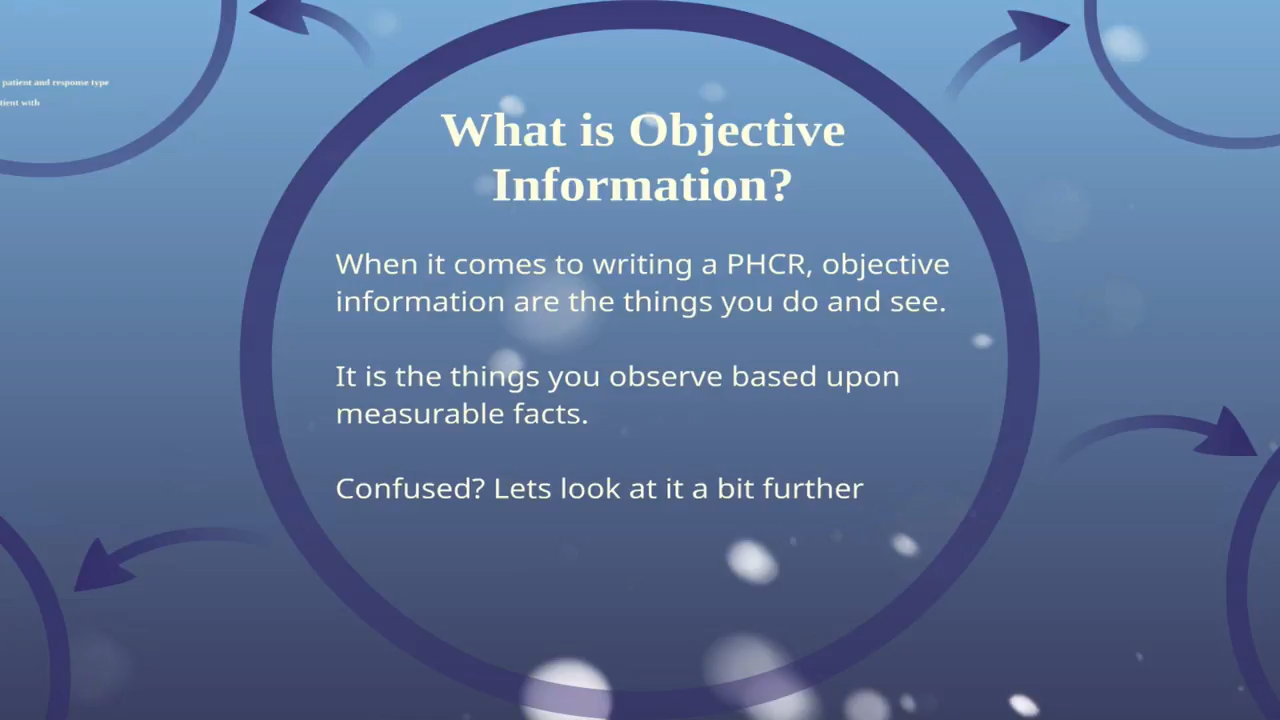 patient and response type
tient with
What is Objective
Information?
When it comes to writing a PHCR, objective
information are the things you do and see.
It is the things you observe based upon
measurable facts.
Confused? Lets look at it a bit further